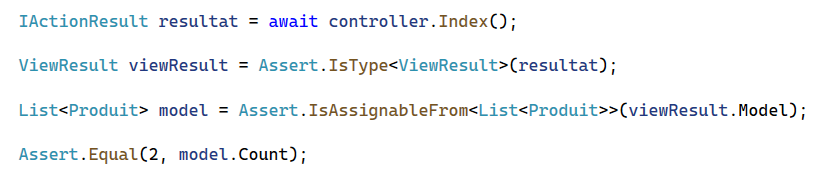 IActionResult resultat = await controller.Index();
ViewResult viewResult = Assert.IsType<ViewResult>(resultat);
List<Produit> model = Assert.IsAssignableFrom<List<Produit>>(viewResult.Model);
Assert.Equal(2, model.Count);